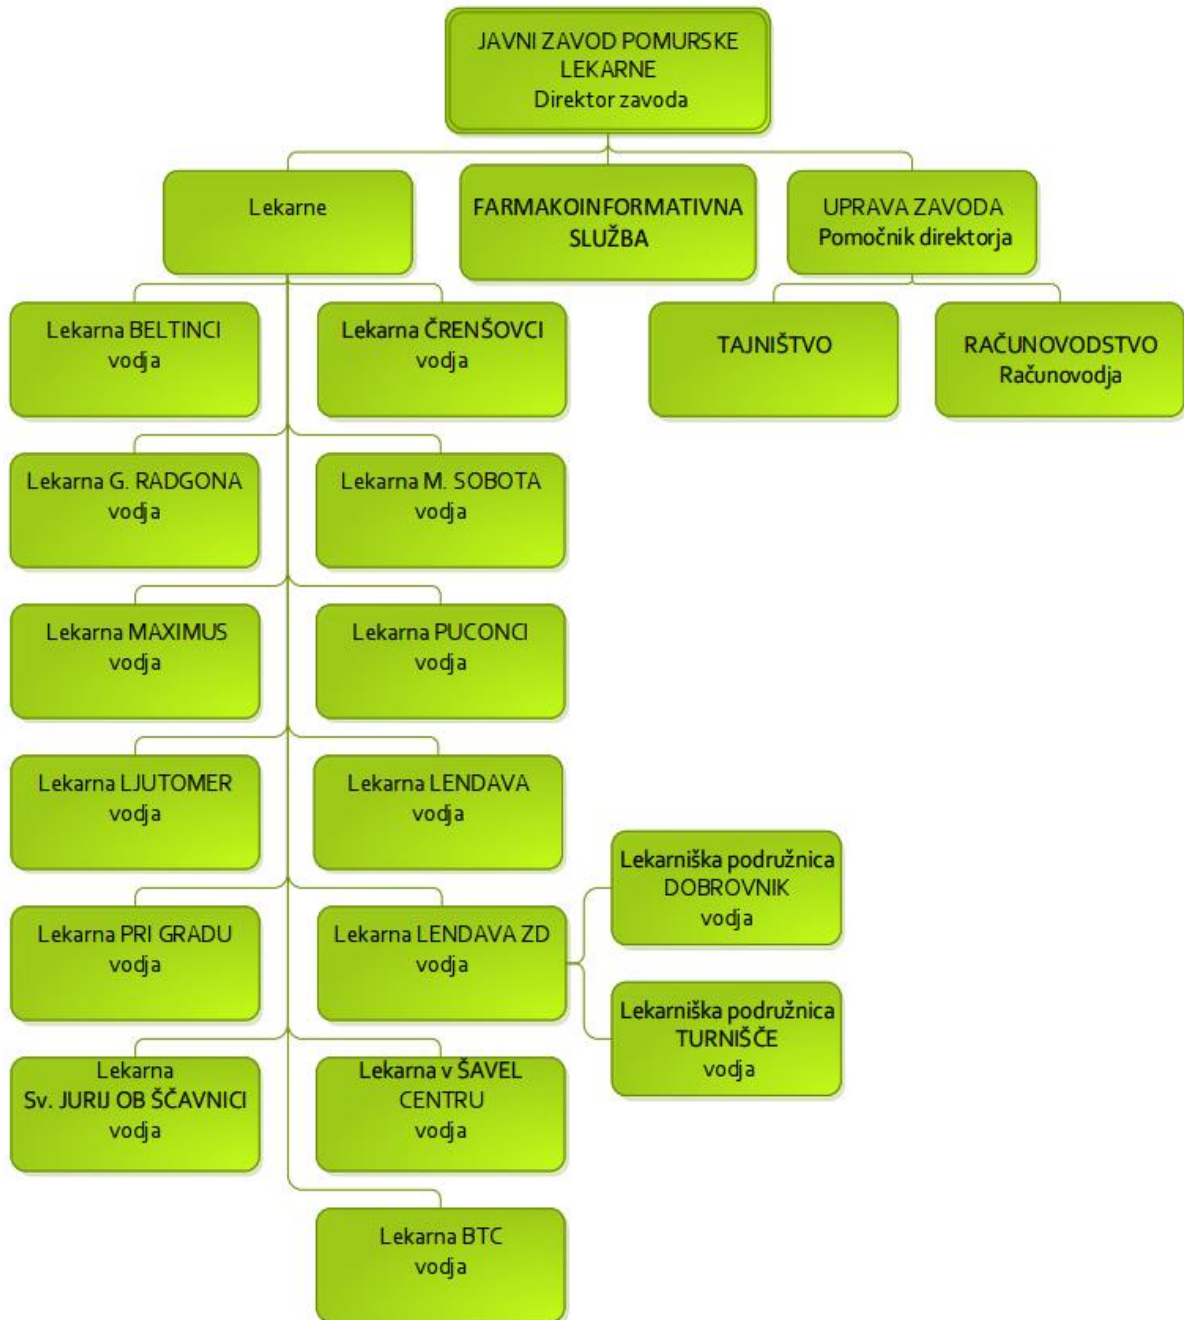 JAVNI ZAVOD POMURSKE
LEKARNE
Direktor zavoda
Lekarne
FARMAKOINFORMATIVNA
SLUŽBA
UPRAVA ZAVODA
Pomočnik direktorja
Lekarna BELTINCI
vodja
Lekarna ČRENŠOVCI
vodja
TAJNIŠTVO
RAČUNOVODSTVO
Računovodja
Lekarna G. RADGONA
vodja
Lekarna M. SOBOTA
vodja
Lekarna MAXIMUS
vodja
Lekarna PUCONCI
vodja
Lekarna LJUTOMER
vodja
Lekarna LENDAVA
vodja
Lekarniška podružnica
DOBROVNIK
vodja
Lekarna PRI GRADU
vodja
Lekarna LENDAVA ZD
vodja
Lekarniška podružnica
TURNIŠČE
vodja
Lekarna
Sv. JURIJ OB ŠČAVNICI
vodja
Lekarna v ŠAVEL
CENTRU
vodja
Lekarna BTC
vodja